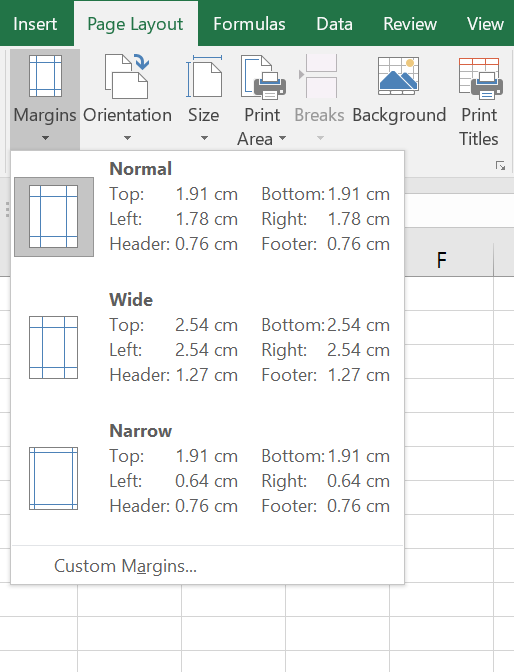 Insert Page Layout Formulas Data Review View
Margins Orientation Size Print Area Breaks Background Print Titles
Normal
Top: 1.91 cm Bottom: 1.91 cm
Left: 1.78 cm Right: 1.78 cm
Header: 0.76 cm Footer: 0.76 cm
F
Wide
Top: 2.54 cm Bottom: 2.54 cm
Left: 2.54 cm Right: 2.54 cm
Header: 1.27 cm Footer: 1.27 cm
Narrow
Top: 1.91 cm Bottom: 1.91 cm
Left: 0.64 cm Right: 0.64 cm
Header: 0.76 cm Footer: 0.76 cm
Custom Margins...